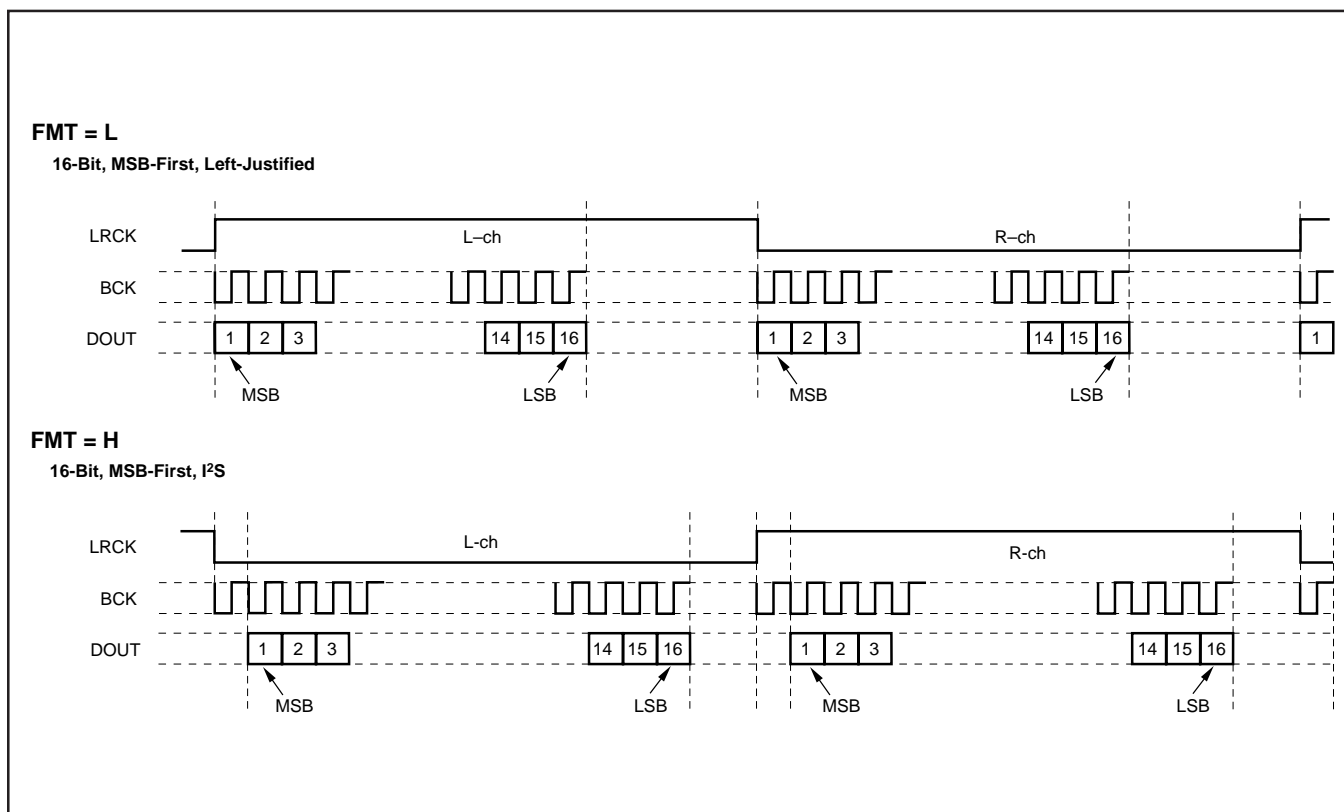 FMT = L
16-Bit, MSB-First, Left-Justified
LRCK L–ch R–ch
BCK
DOUT 1 2 3 14 15 16 1 2 3 14 15 16 1
MSB LSB MSB LSB
FMT = H
16-Bit, MSB-First, I²S
LRCK L-ch R-ch
BCK
DOUT 1 2 3 14 15 16 1 2 3 14 15 16
MSB LSB MSB LSB